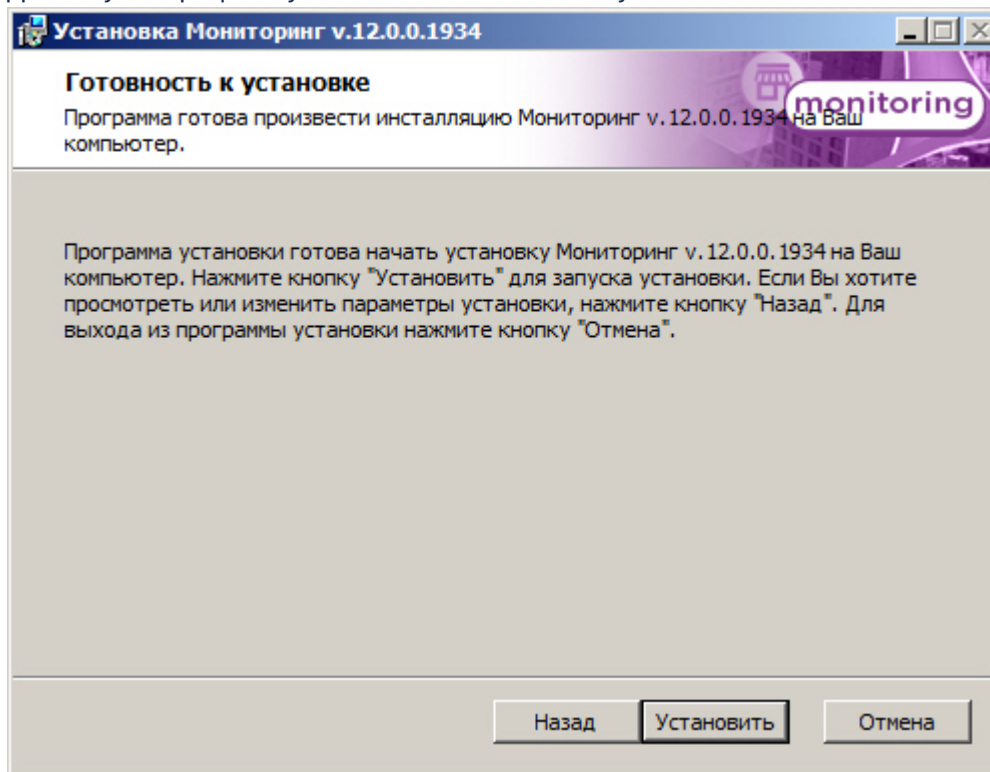 Установка Мониторинг v.12.0.0.1934
Готовность к установке
monitoring
Программа готова произвести инсталляцию Мониторинг v.12.0.0.1934 на Ваш
компьютер.
Программа установки готова начать установку Мониторинг v.12.0.0.1934 на Ваш
компьютер. Нажмите кнопку "Установить" для запуска установки. Если Вы хотите
просмотреть или изменить параметры установки, нажмите кнопку "Назад". Для
выхода из программы установки нажмите кнопку "Отмена".
Назад Установить Отмена